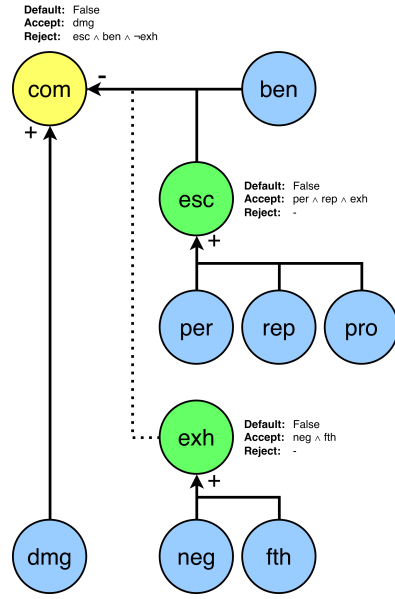 Default: False
Accept: dmg
Reject: esc ∧ ben ∧ ¬exh
com
-
ben
+
esc
Default: False
Accept: per ∧ rep ∧ exh
Reject: -
+
per
rep
pro
exh
Default: False
Accept: neg ∧ fth
Reject: -
+
dmg
neg
fth